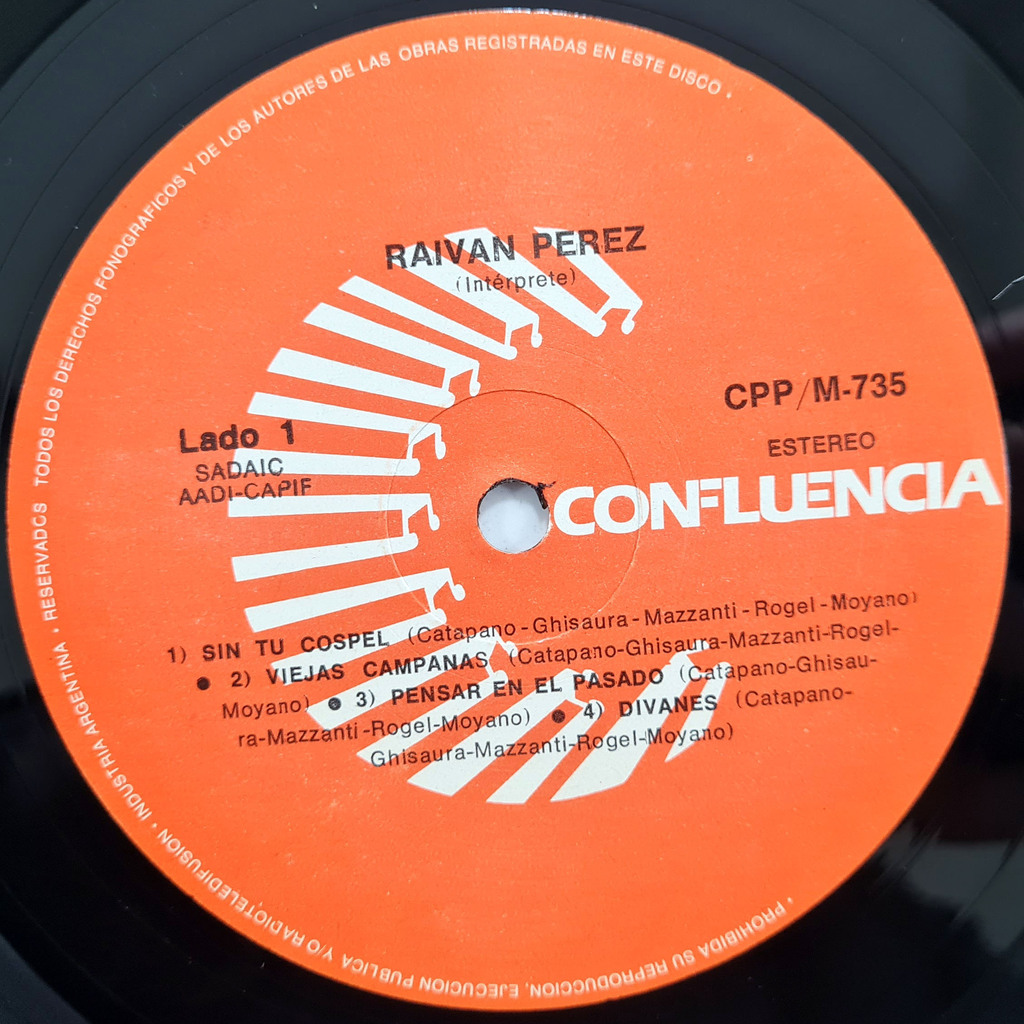 • RESERVADOS TODOS LOS DERECHOS FONOGRAFICOS Y DE LOS AUTORES DE LAS OBRAS REGISTRADAS EN ESTE DISCO •
RAIVAN PEREZ
(Intérprete)
CPP/M-735
Lado 1
ESTEREO
SADAIC
AADI-CAPIF
CONFLUENCIA
1) SIN TU COSPEL (Catapano-Ghisaura-Mazzanti-Rogel-Moyano)
• 2) VIEJAS CAMPANAS (Catapano-Ghisaura-Mazzanti-Rogel-
Moyano) • 3) PENSAR EN EL PASADO (Catapano-Ghisau-
ra-Mazzanti-Rogel-Moyano) • 4) DIVANES (Catapano-
Ghisaura-Mazzanti-Rogel-Moyano)
• PROHIBIDA SU REPRODUCCION, EJECUCION PUBLICA Y/O RADIOTELEDIFUSION • INDUSTRIA ARGENTINA